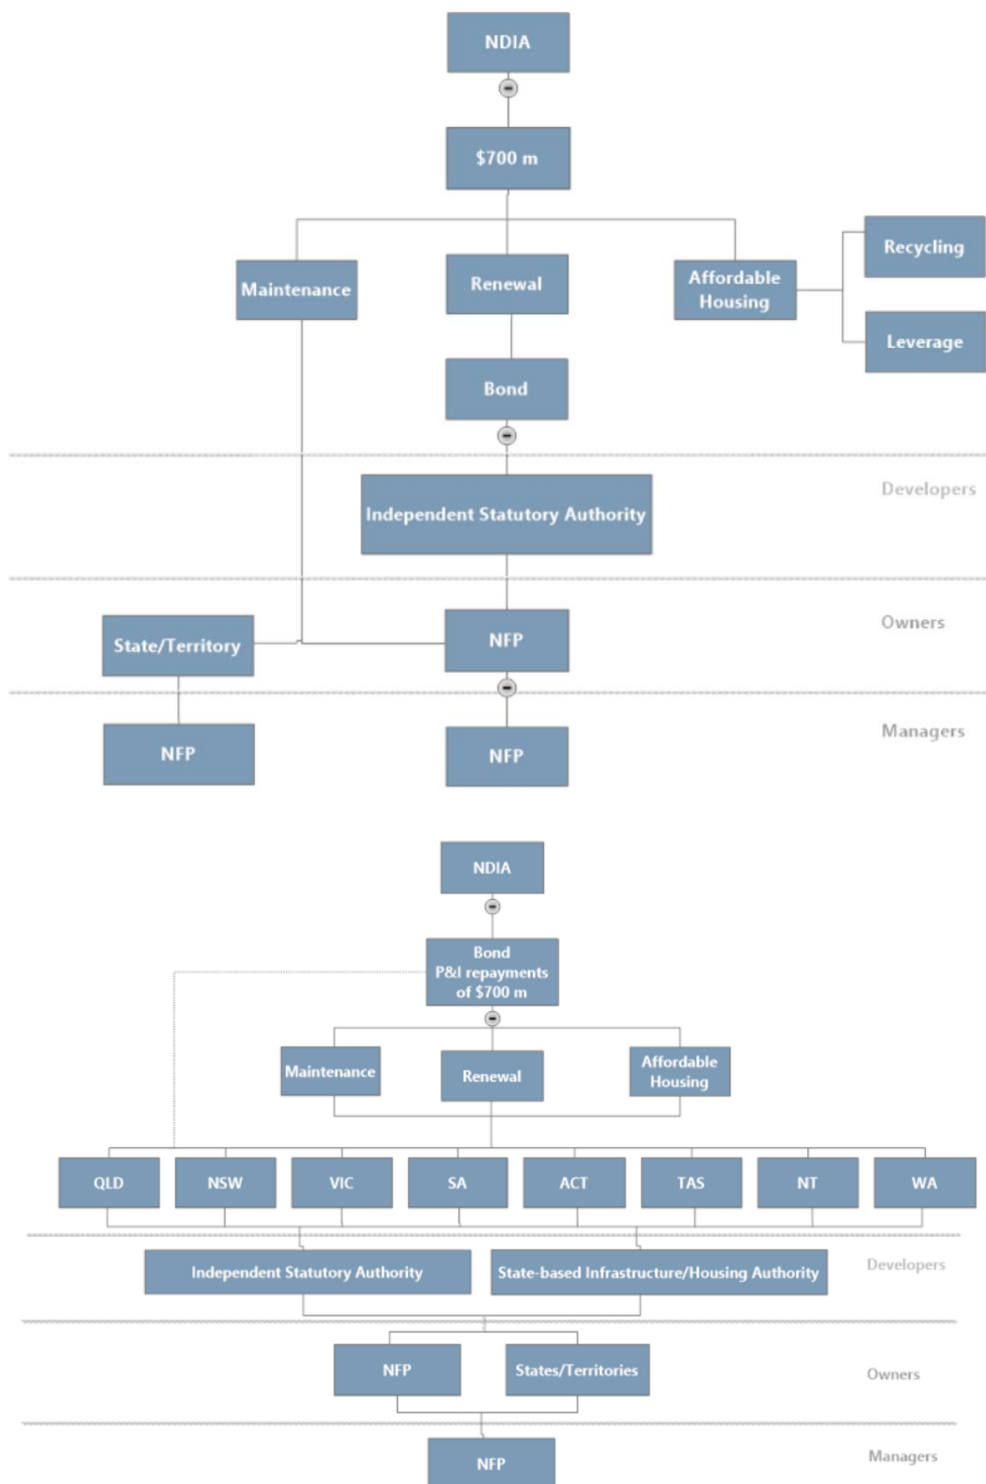 NDIA
$700 m
Maintenance
Renewal
Affordable
Housing
Recycling
Leverage
Bond
Developers
Independent Statutory Authority
Owners
State/Territory
NFP
Managers
NFP
NFP
NDIA
Bond
P&I repayments
of $700 m
Maintenance
Renewal
Affordable
Housing
QLD
NSW
VIC
SA
ACT
TAS
NT
WA
Independent Statutory Authority
State-based Infrastructure/Housing Authority
Developers
NFP
States/Territories
Owners
NFP
Managers